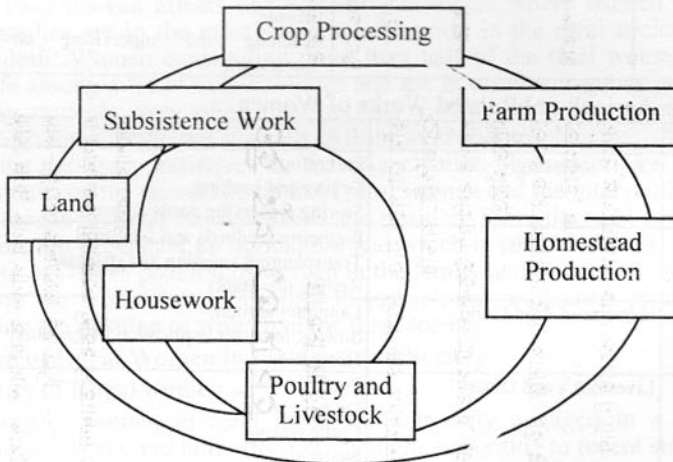 Crop Processing
Subsistence Work
Farm Production
Land
Homestead
Production
Housework
Poultry and
Livestock